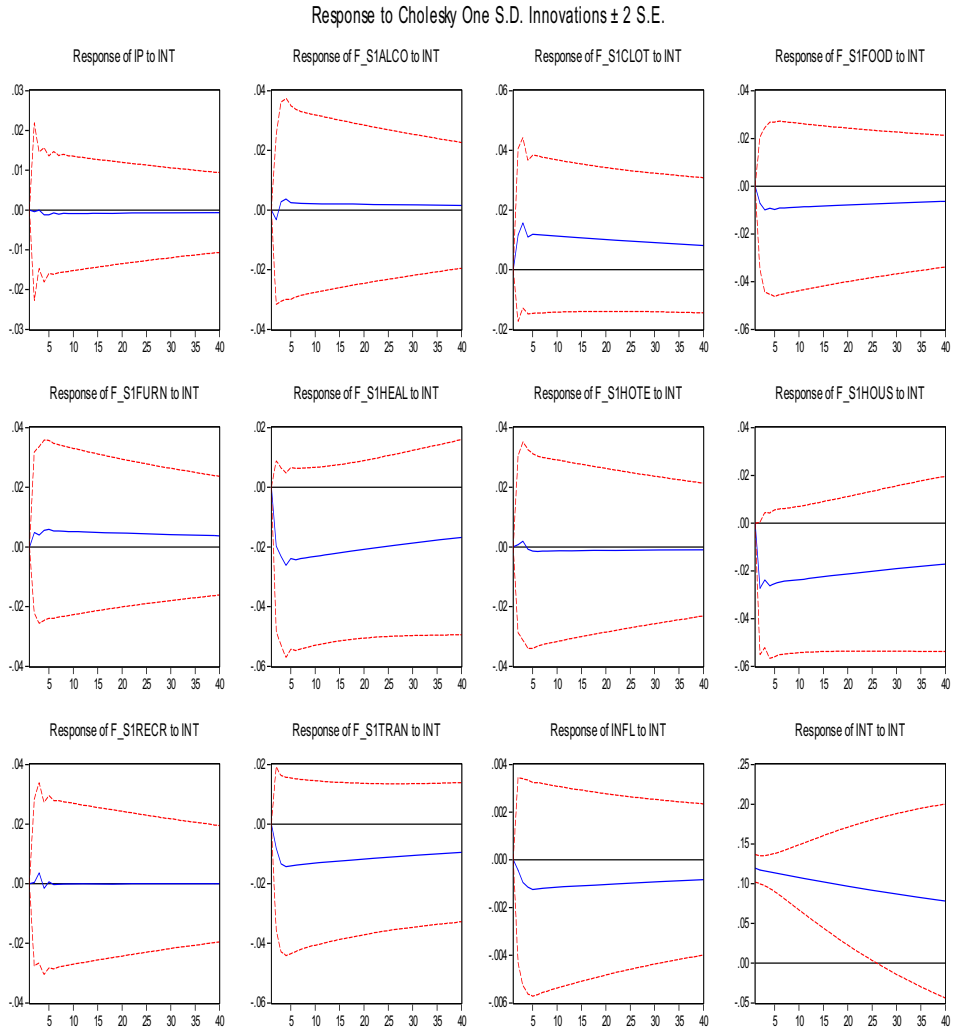 Response to Cholesky One S.D. Innovations ± 2 S.E.
Response of IP to INT
.03
.02
.01
.00
-.01
-.02
-.03
5 10 15 20 25 30 35 40
Response of F_S1ALCO to INT
.04
.02
.00
-.02
-.04
5 10 15 20 25 30 35 40
Response of F_S1CLOT to INT
.06
.04
.02
.00
-.02
5 10 15 20 25 30 35 40
Response of F_S1FOOD to INT
.04
.02
.00
-.02
-.04
-.06
5 10 15 20 25 30 35 40
Response of F_S1FURN to INT
.04
.02
.00
-.02
-.04
5 10 15 20 25 30 35 40
Response of F_S1HEAL to INT
.02
.00
-.02
-.04
-.06
5 10 15 20 25 30 35 40
Response of F_S1HOTE to INT
.04
.02
.00
-.02
-.04
5 10 15 20 25 30 35 40
Response of F_S1HOUS to INT
.04
.02
.00
-.02
-.04
-.06
5 10 15 20 25 30 35 40
Response of F_S1RECR to INT
.04
.02
.00
-.02
-.04
5 10 15 20 25 30 35 40
Response of F_S1TRAN to INT
.02
.00
-.02
-.04
-.06
5 10 15 20 25 30 35 40
Response of INFL to INT
.004
.002
.000
-.002
-.004
-.006
5 10 15 20 25 30 35 40
Response of INT to INT
.25
.20
.15
.10
.05
.00
-.05
5 10 15 20 25 30 35 40